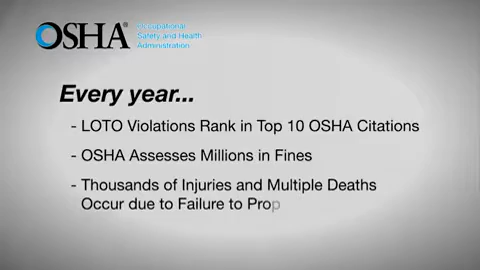 OSHA®
Occupational
Safety and Health
Administration
Every year...
- LOTO Violations Rank in Top 10 OSHA Citations
- OSHA Assesses Millions in Fines
- Thousands of Injuries and Multiple Deaths
Occur due to Failure to Prop